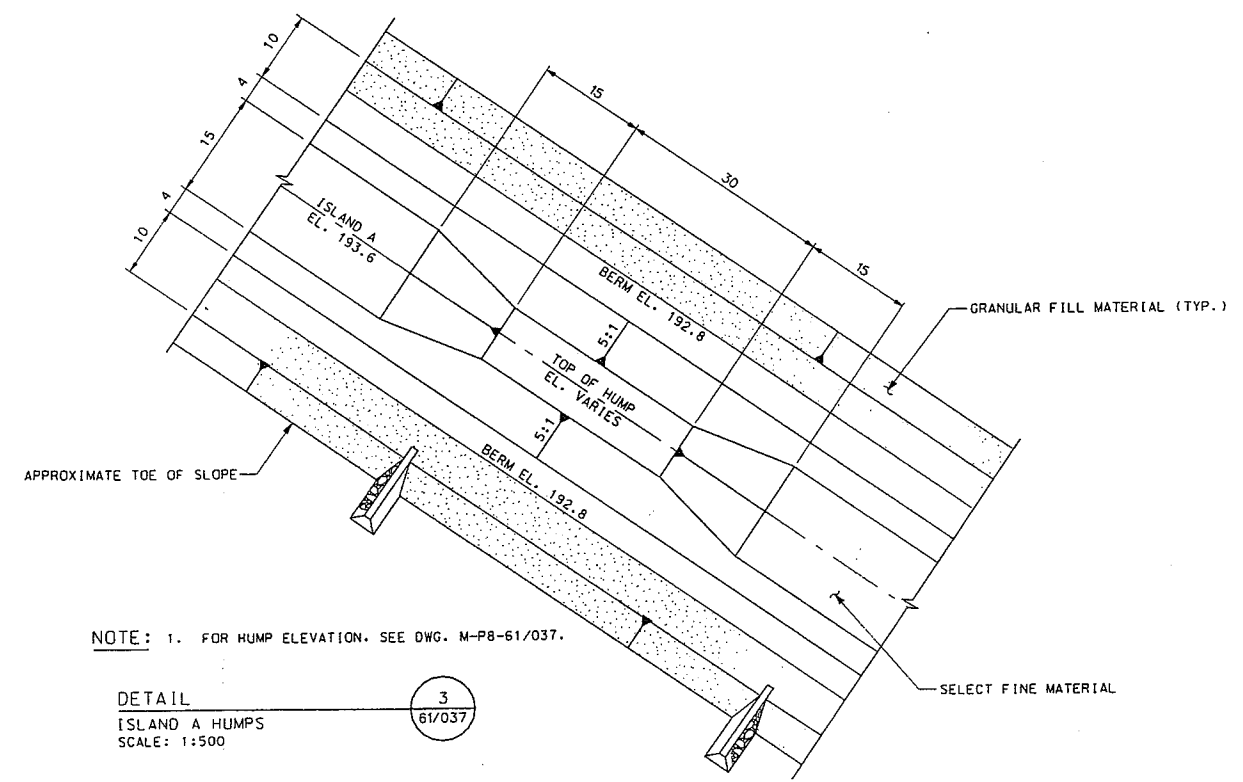 10
4
15
4
10
15
30
15
ISLAND A
EL. 193.6
BERM EL. 192.8
GRANULAR FILL MATERIAL (TYP.)
5:1
TOP OF HUMP
EL. VARIES
5:1
BERM EL. 192.8
APPROXIMATE TOE OF SLOPE
SELECT FINE MATERIAL
NOTE: 1. FOR HUMP ELEVATION. SEE DWG. M-P8-61/037.
DETAIL
3
61/037
ISLAND A HUMPS
SCALE: 1:500